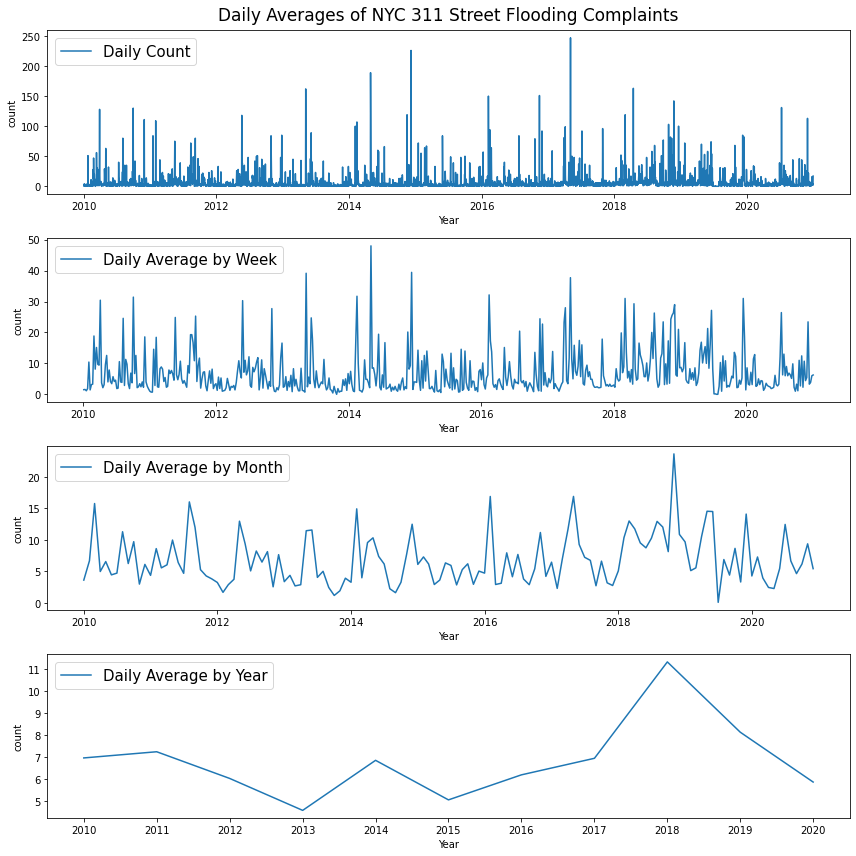 Daily Averages of NYC 311 Street Flooding Complaints
Daily Count
count
250
200
150
100
50
0
2010 2012 2014 2016 2018 2020
Year
Daily Average by Week
count
50
40
30
20
10
0
2010 2012 2014 2016 2018 2020
Year
Daily Average by Month
count
20
15
10
5
0
2010 2012 2014 2016 2018 2020
Year
Daily Average by Year
count
11
10
9
8
7
6
5
2010 2011 2012 2013 2014 2015 2016 2017 2018 2019 2020
Year